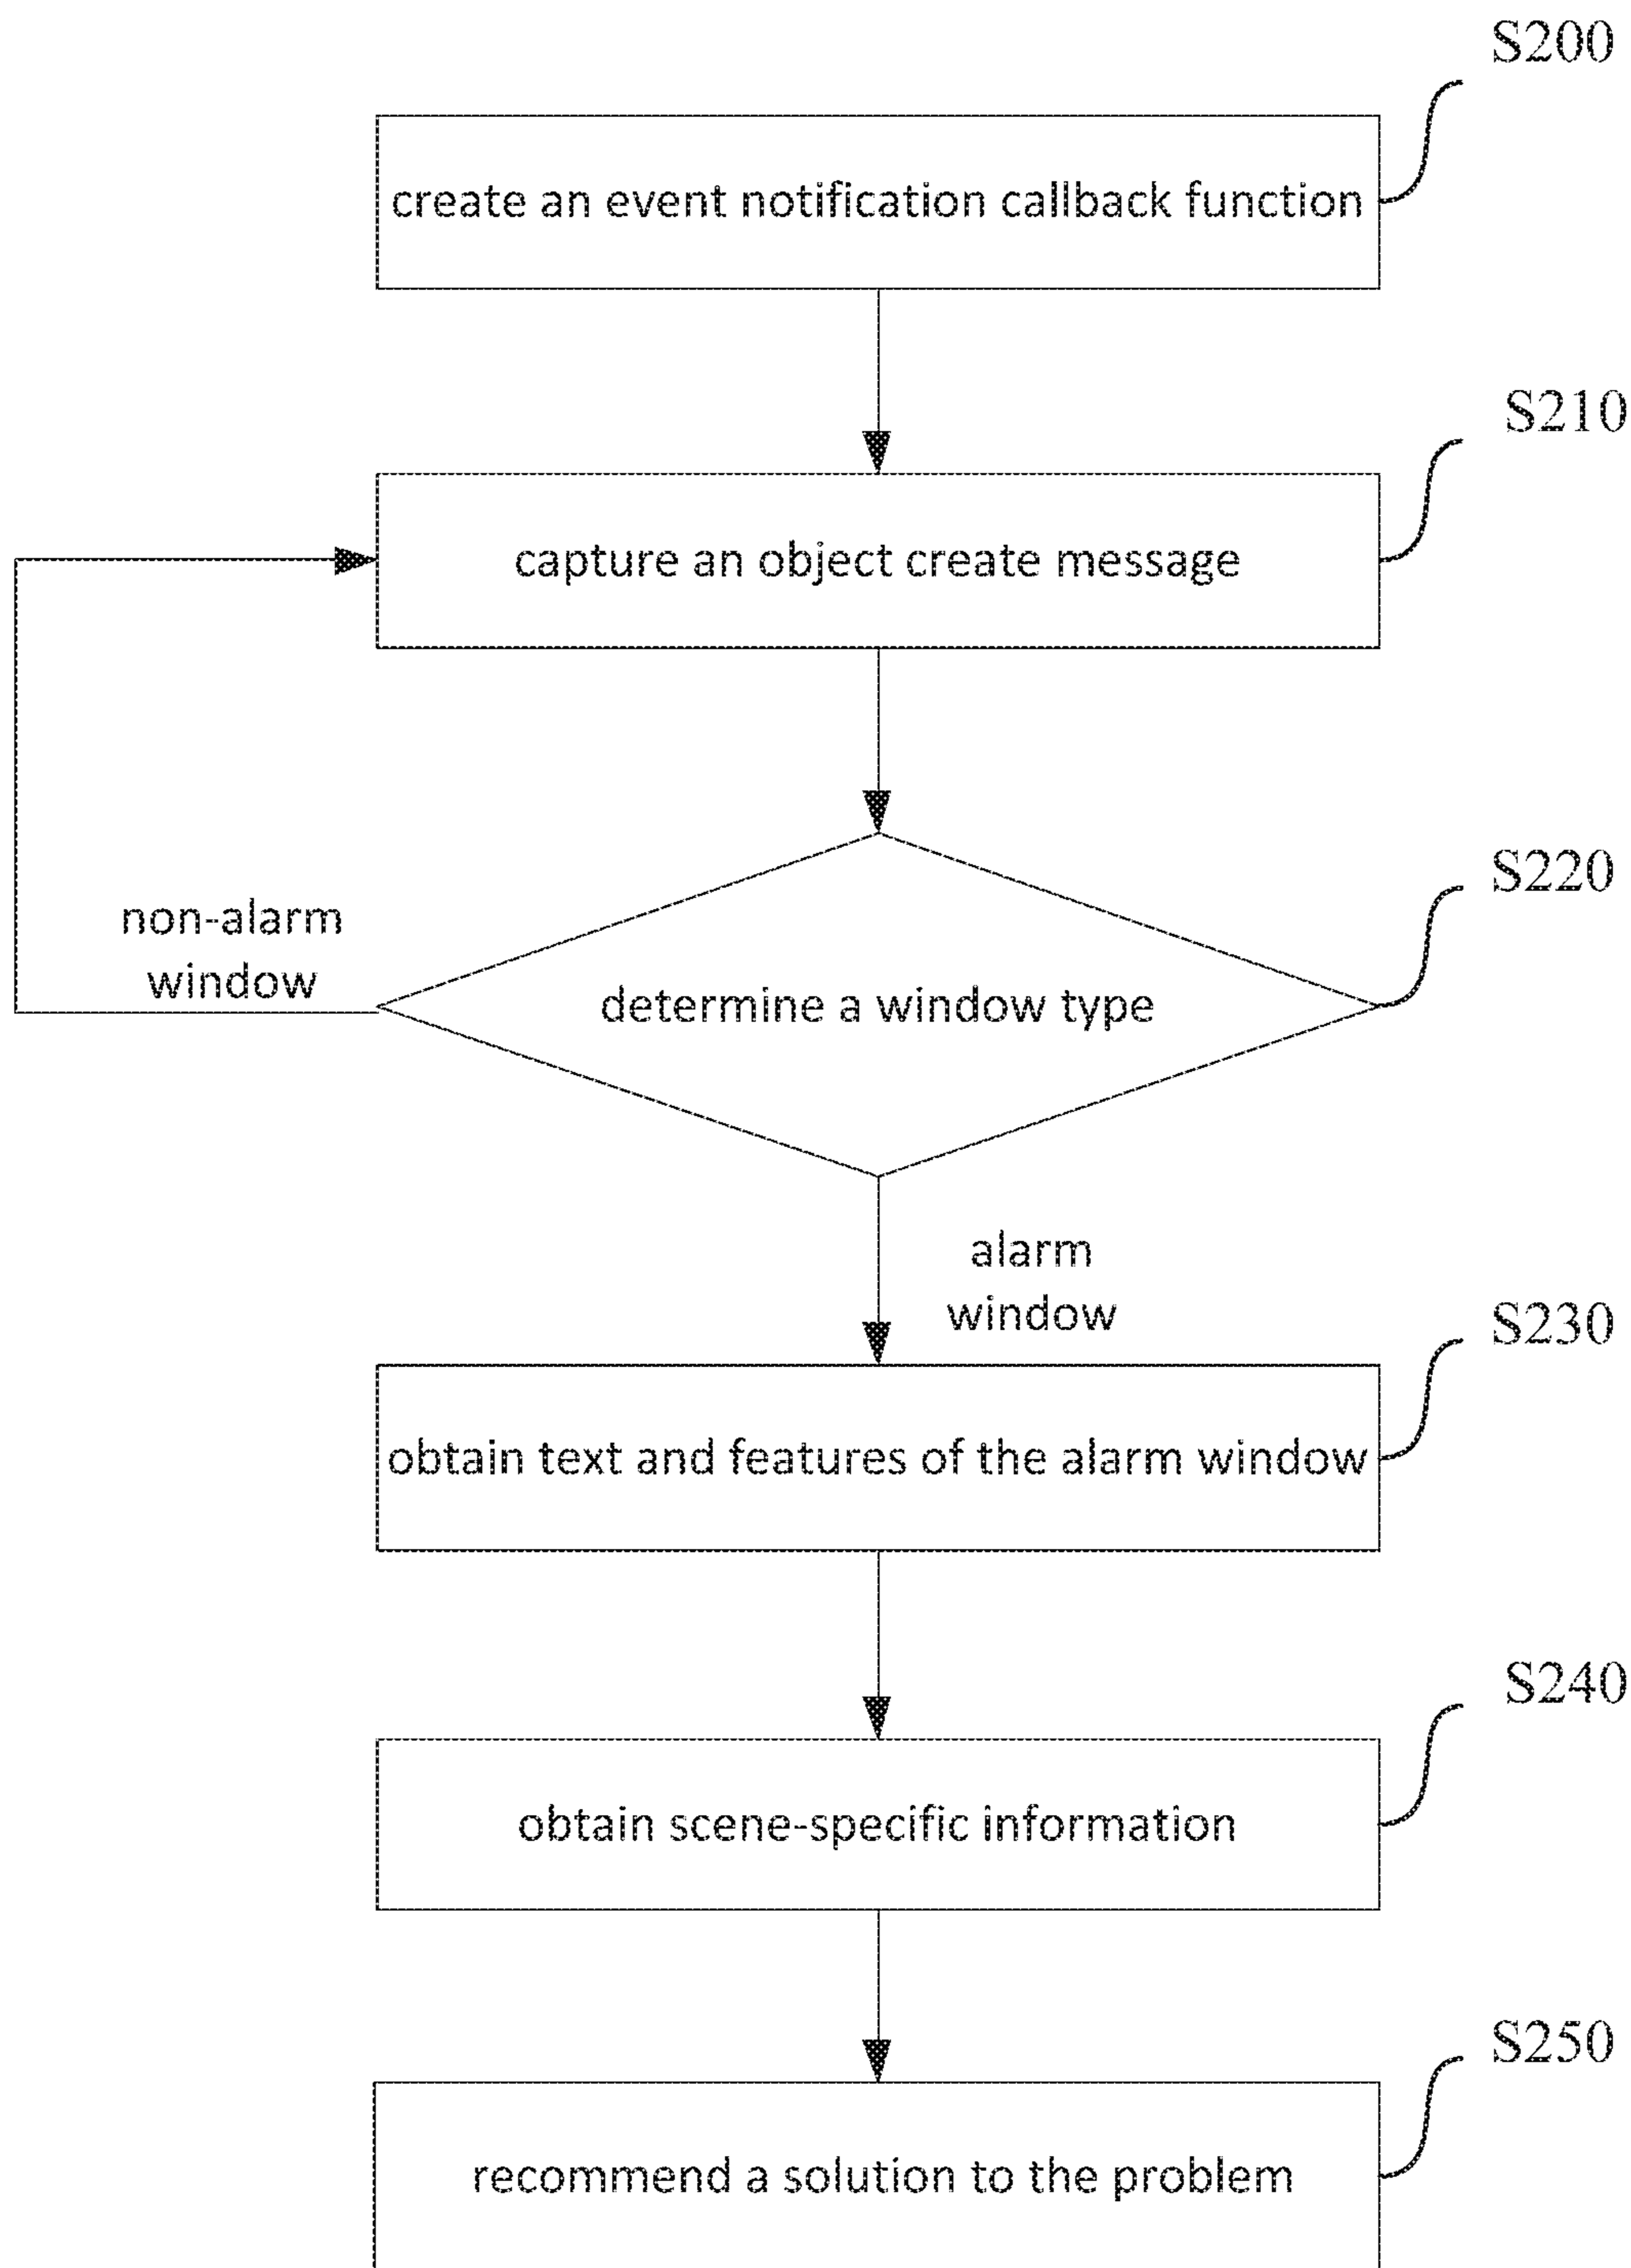 S200
create an event notification callback function
S210
capture an object create message
S220
non-alarm
window
determine a window type
alarm
window
S230
obtain text and features of the alarm window
S240
obtain scene-specific information
S250
recommend a solution to the problem